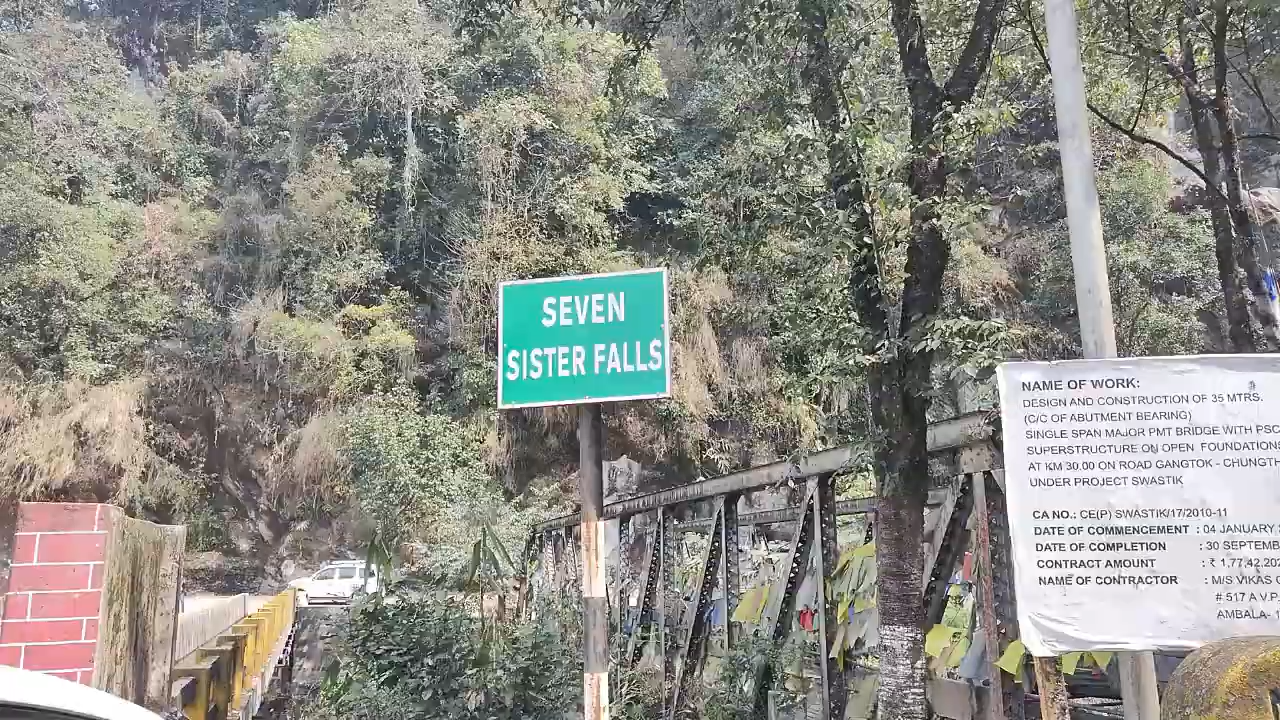 SEVEN
SISTER FALLS
NAME OF WORK:
DESIGN AND CONSTRUCTION OF 35 MTRS.
(C/C OF ABUTMENT BEARING)
SINGLE SPAN MAJOR PMT BRIDGE WITH PSC
SUPERSTRUCTURE ON OPEN FOUNDATION
AT KM 30.00 ON ROAD GANGTOK - CHUNGTH
UNDER PROJECT SWASTIK
CA NO.: CE(P) SWASTIK/17/2010-11
DATE OF COMMENCEMENT : 04 JANUARY
DATE OF COMPLETION : 30 SEPTEMB
CONTRACT AMOUNT : ₹ 1,77,42,202
NAME OF CONTRACTOR : M/S VIKAS
# 517 A V.P.
AMBALA-